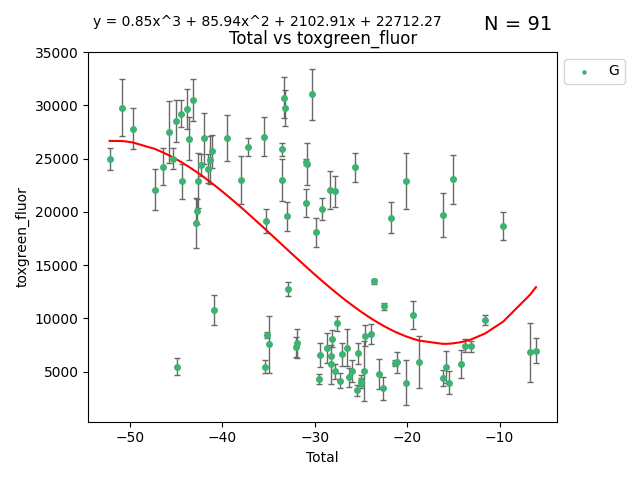 y = 0.85x^3 + 85.94x^2 + 2102.91x + 22712.27
N = 91
Total vs toxgreen_fluor
G
toxgreen_fluor
35000
30000
25000
20000
15000
10000
5000
−50
−40
−30
−20
−10
Total